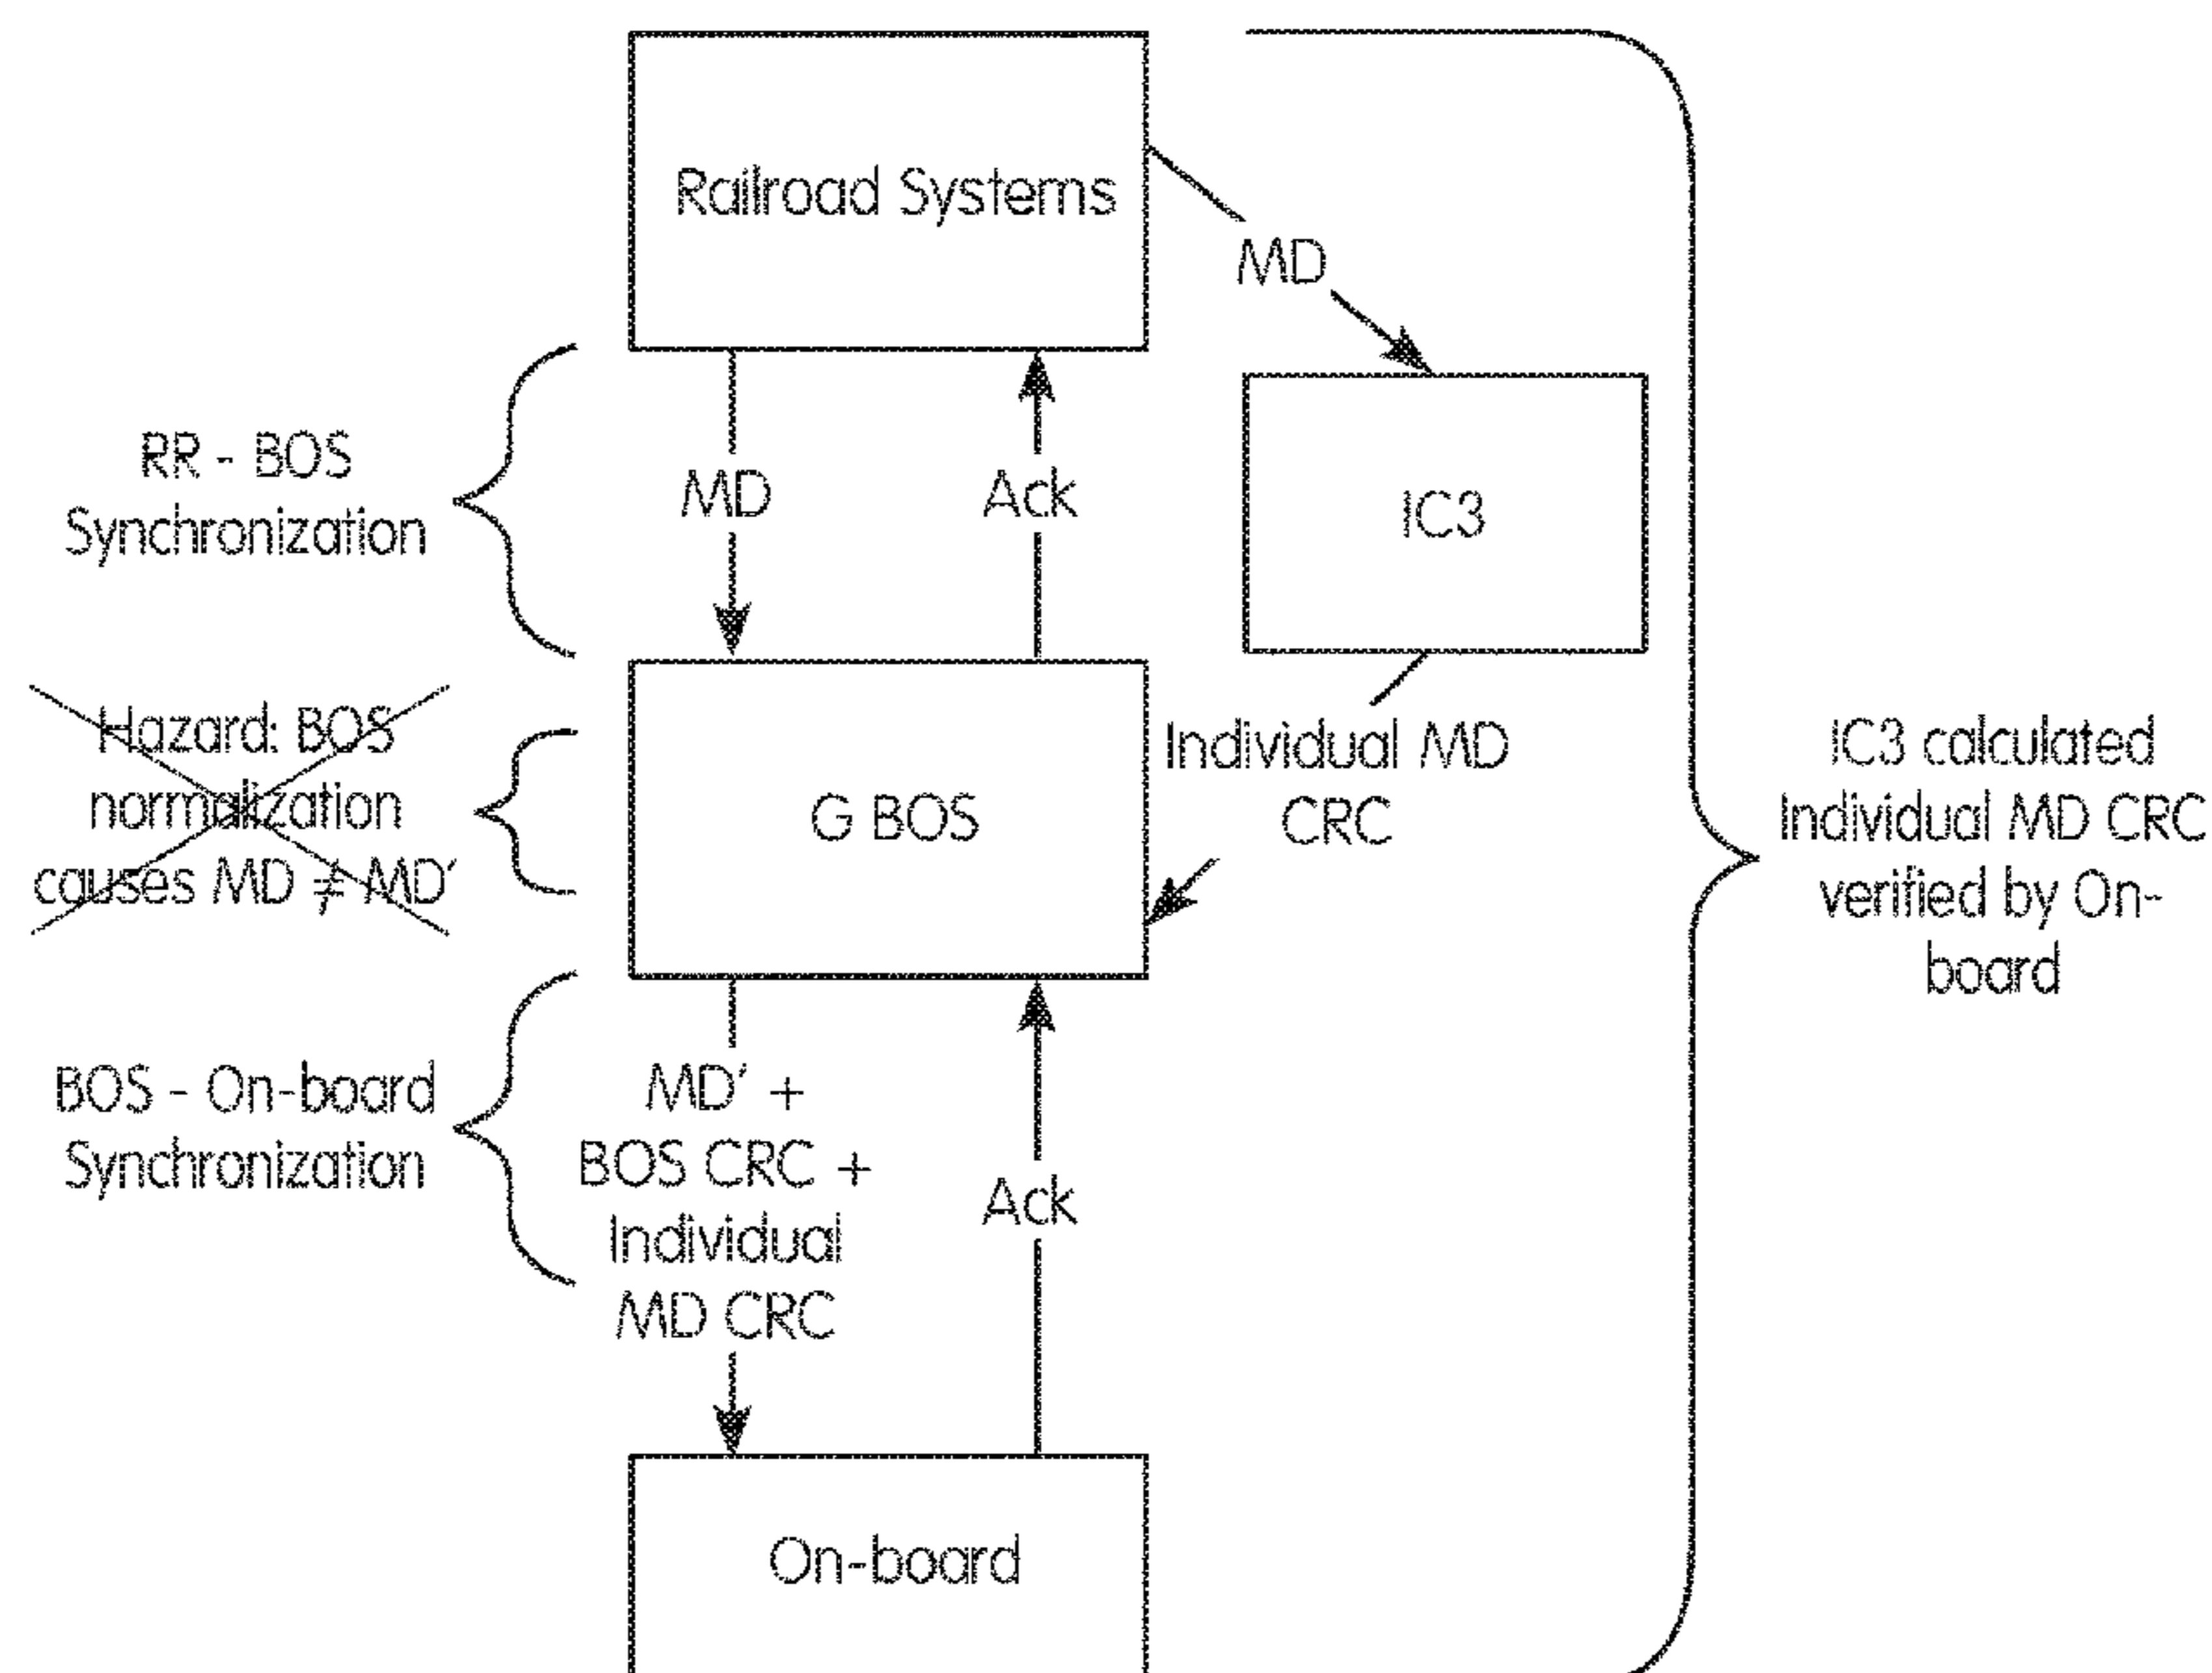 Railroad Systems
MD
RR - BOS
Synchronization
MD
Ack
IC3
Hazard: BOS
normalization
causes MD ≠ MD'
G BOS
Individual MD
CRC
IC3 calculated
Individual MD CRC
verified by On-
board
BOS - On-board
Synchronization
MD' +
BOS CRC +
Individual
MD CRC
Ack
On-board